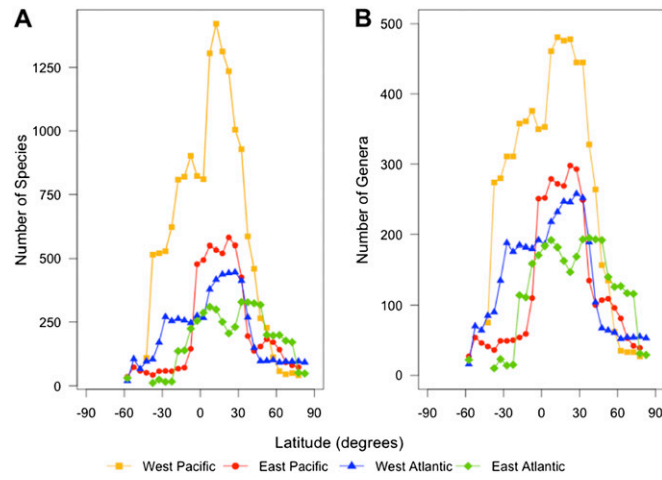 A
B
Number of Species
1250
1000
750
500
250
0
-90 -60 -30 0 30 60 90
Number of Genera
500
400
300
200
100
0
-90 -60 -30 0 30 60 90
Latitude (degrees)
West Pacific East Pacific West Atlantic East Atlantic